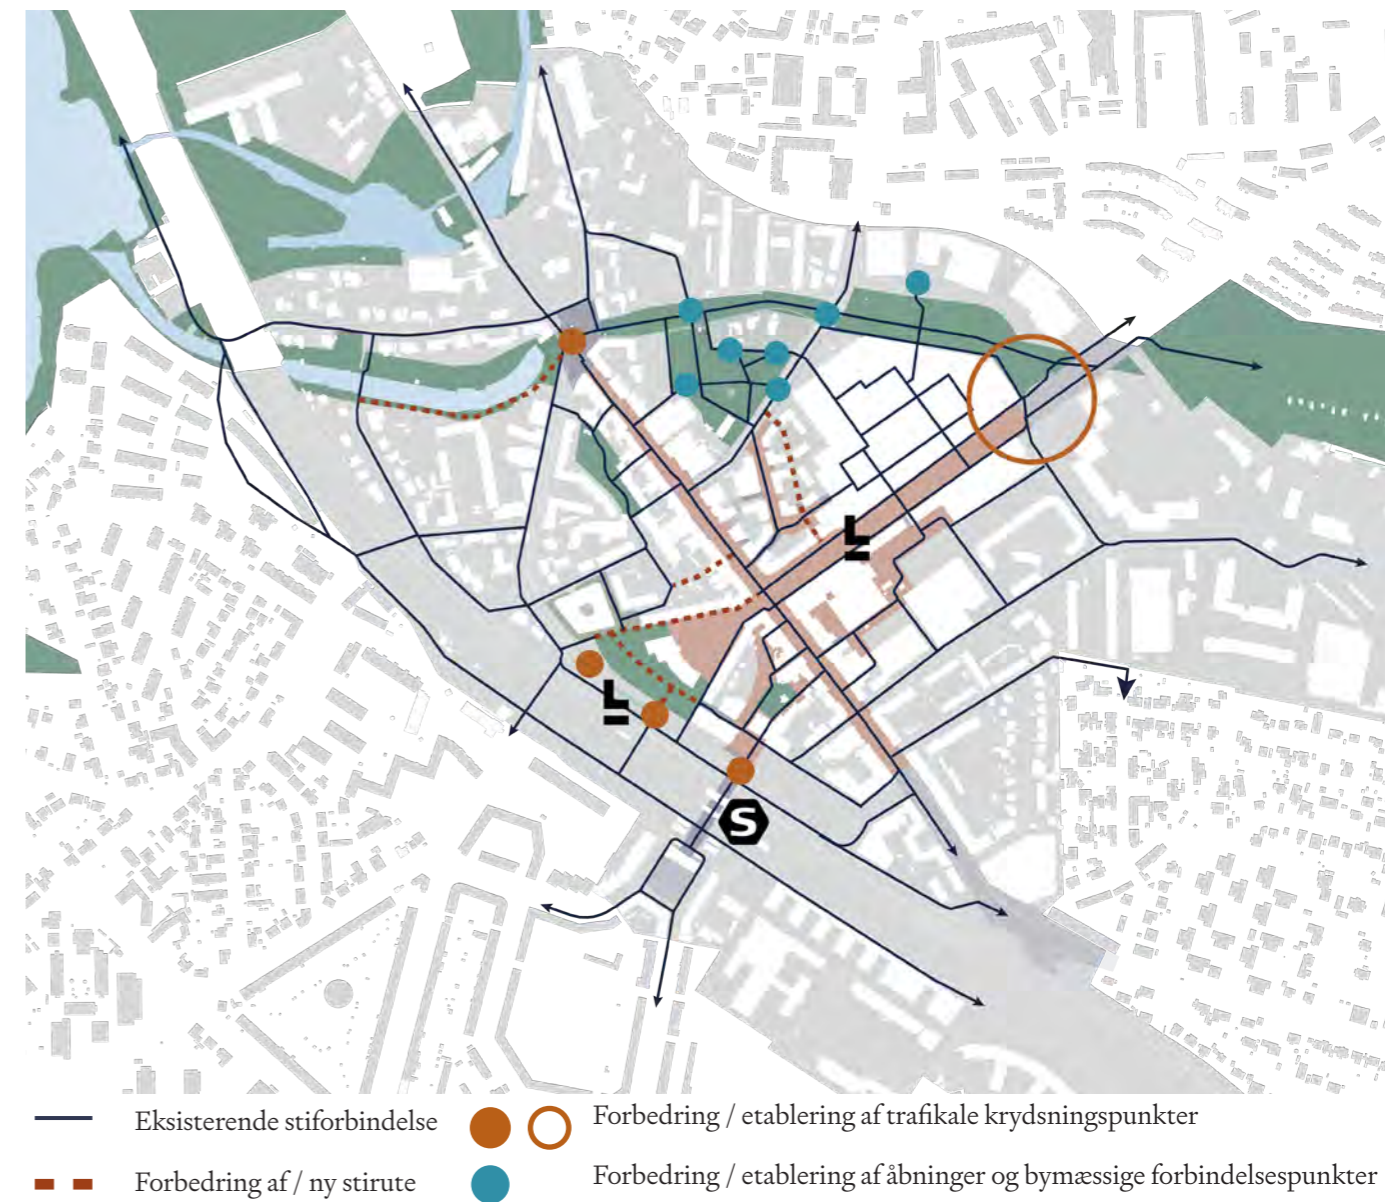 L
L
S
Eksisterende stiforbindelse
Forbedring / etablering af trafikale krydsningspunkter
Forbedring af / ny stirute
Forbedring / etablering af åbninger og bymæssige forbindelsespunkter